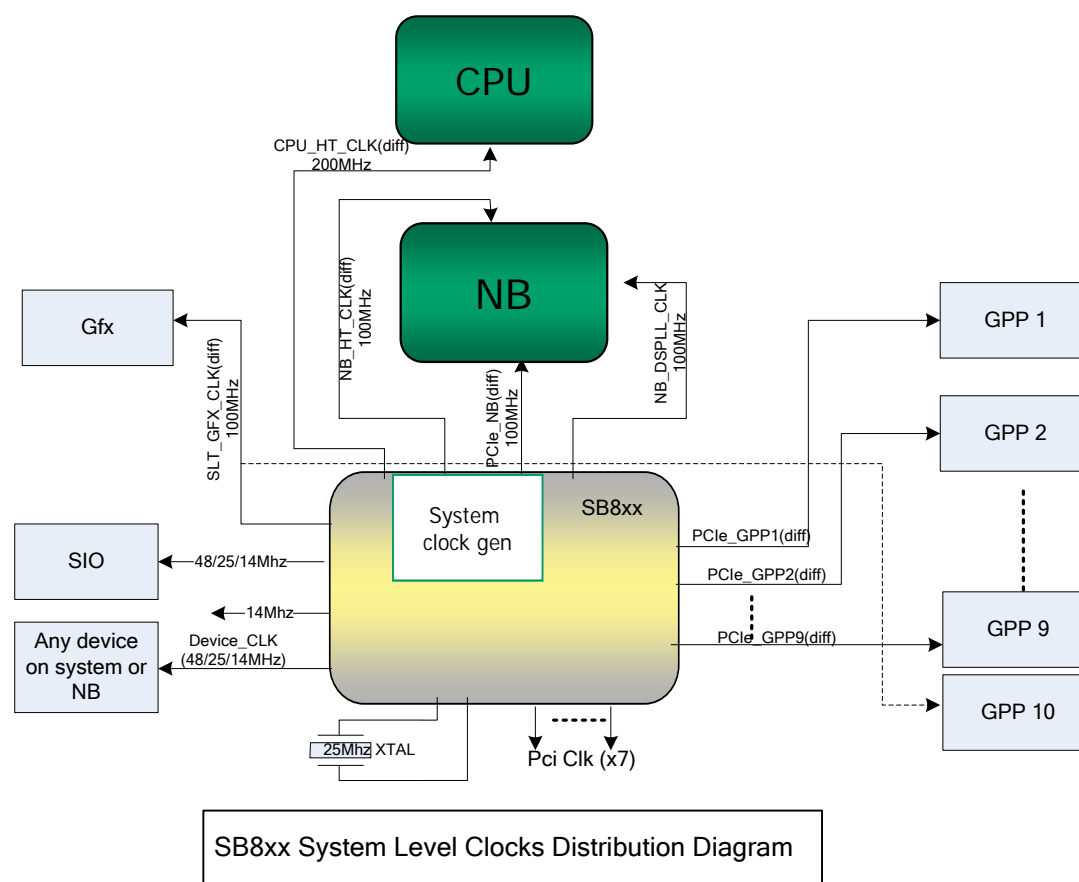 CPU
CPU_HT_CLK(diff)
200MHz
NB
NB_HT_CLK(diff)
100MHz
NB_DSPLL_CLK
100MHz
PCIe_NB(diff)
100MHz
Gfx
SLT_GFX_CLK(diff)
100MHz
GPP 1
GPP 2
System
clock gen
SB8xx
PCIe_GPP1(diff)
PCIe_GPP2(diff)
PCIe_GPP9(diff)
SIO
48/25/14Mhz
14Mhz
Any device
on system or
NB
Device_CLK
(48/25/14MHz)
GPP 9
GPP 10
25Mhz XTAL
Pci Clk (x7)
SB8xx System Level Clocks Distribution Diagram